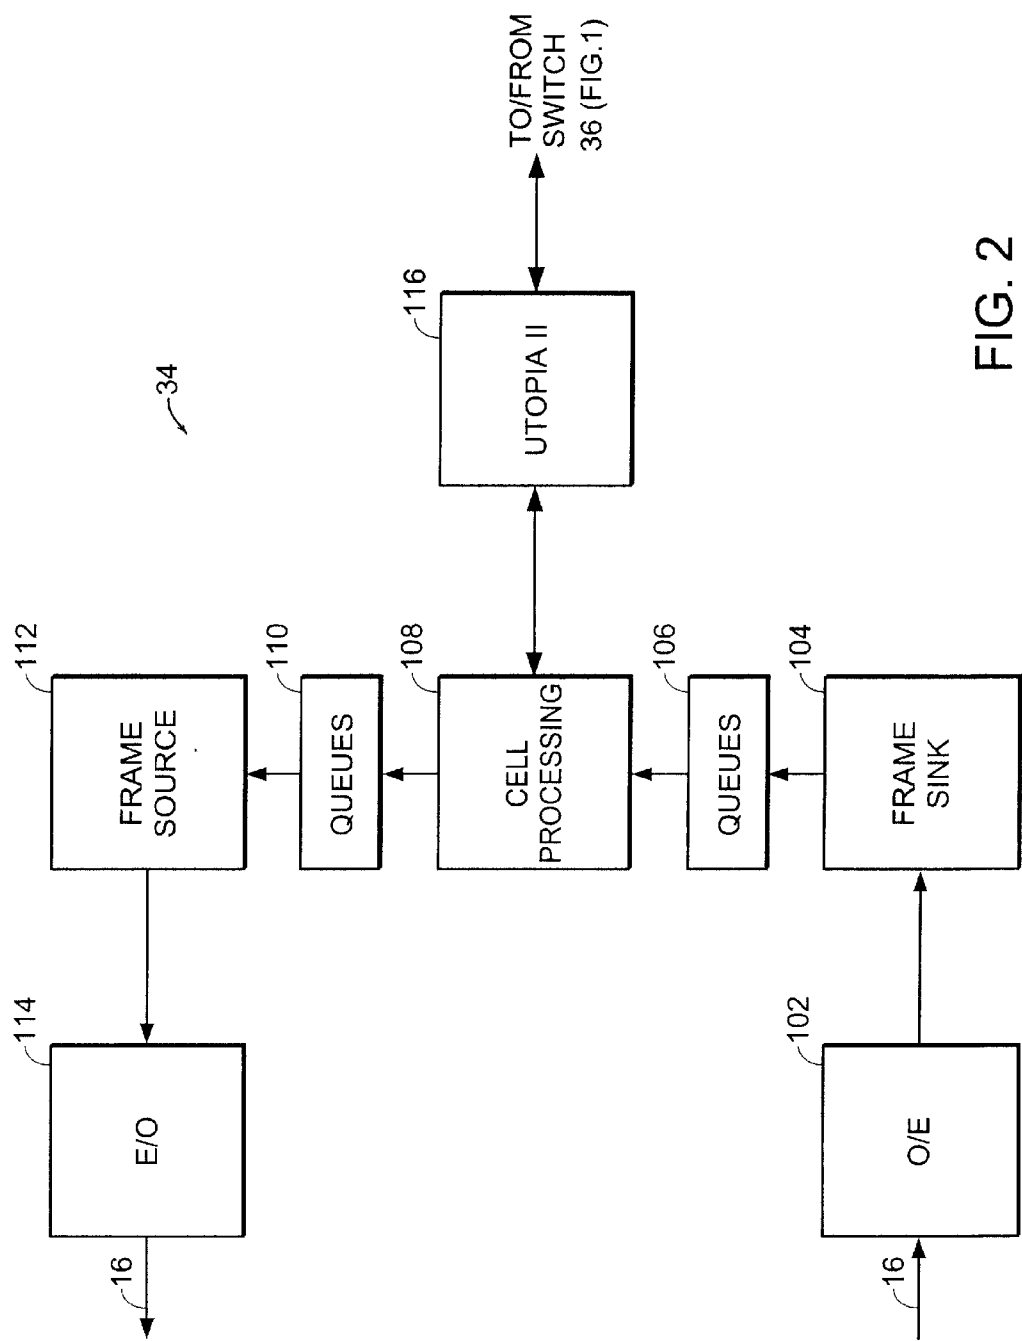 34
16
E/O
114
FRAME
SOURCE
112
QUEUES
110
CELL
PROCESSING
108
UTOPIA II
116
TO/FROM
SWITCH
36 (FIG.1)
QUEUES
106
16
O/E
102
FRAME
SINK
104
FIG. 2